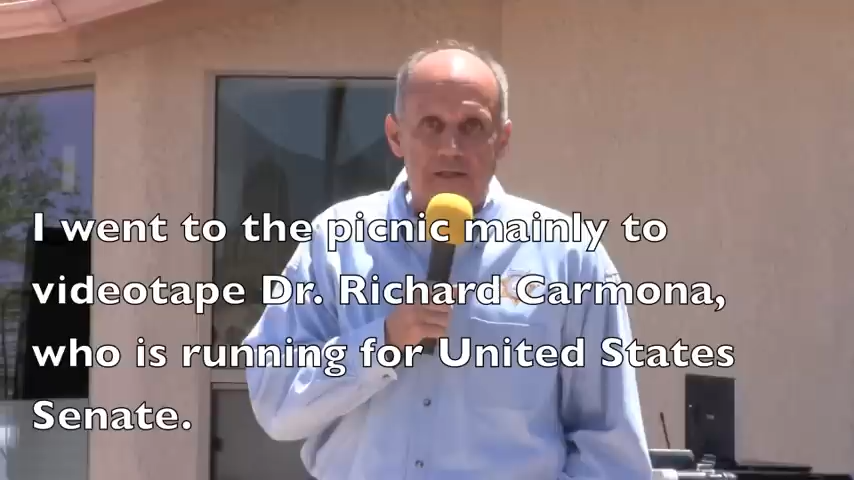 I went to the picnic mainly to
videotape Dr. Richard Carmona,
who is running for United States
Senate.